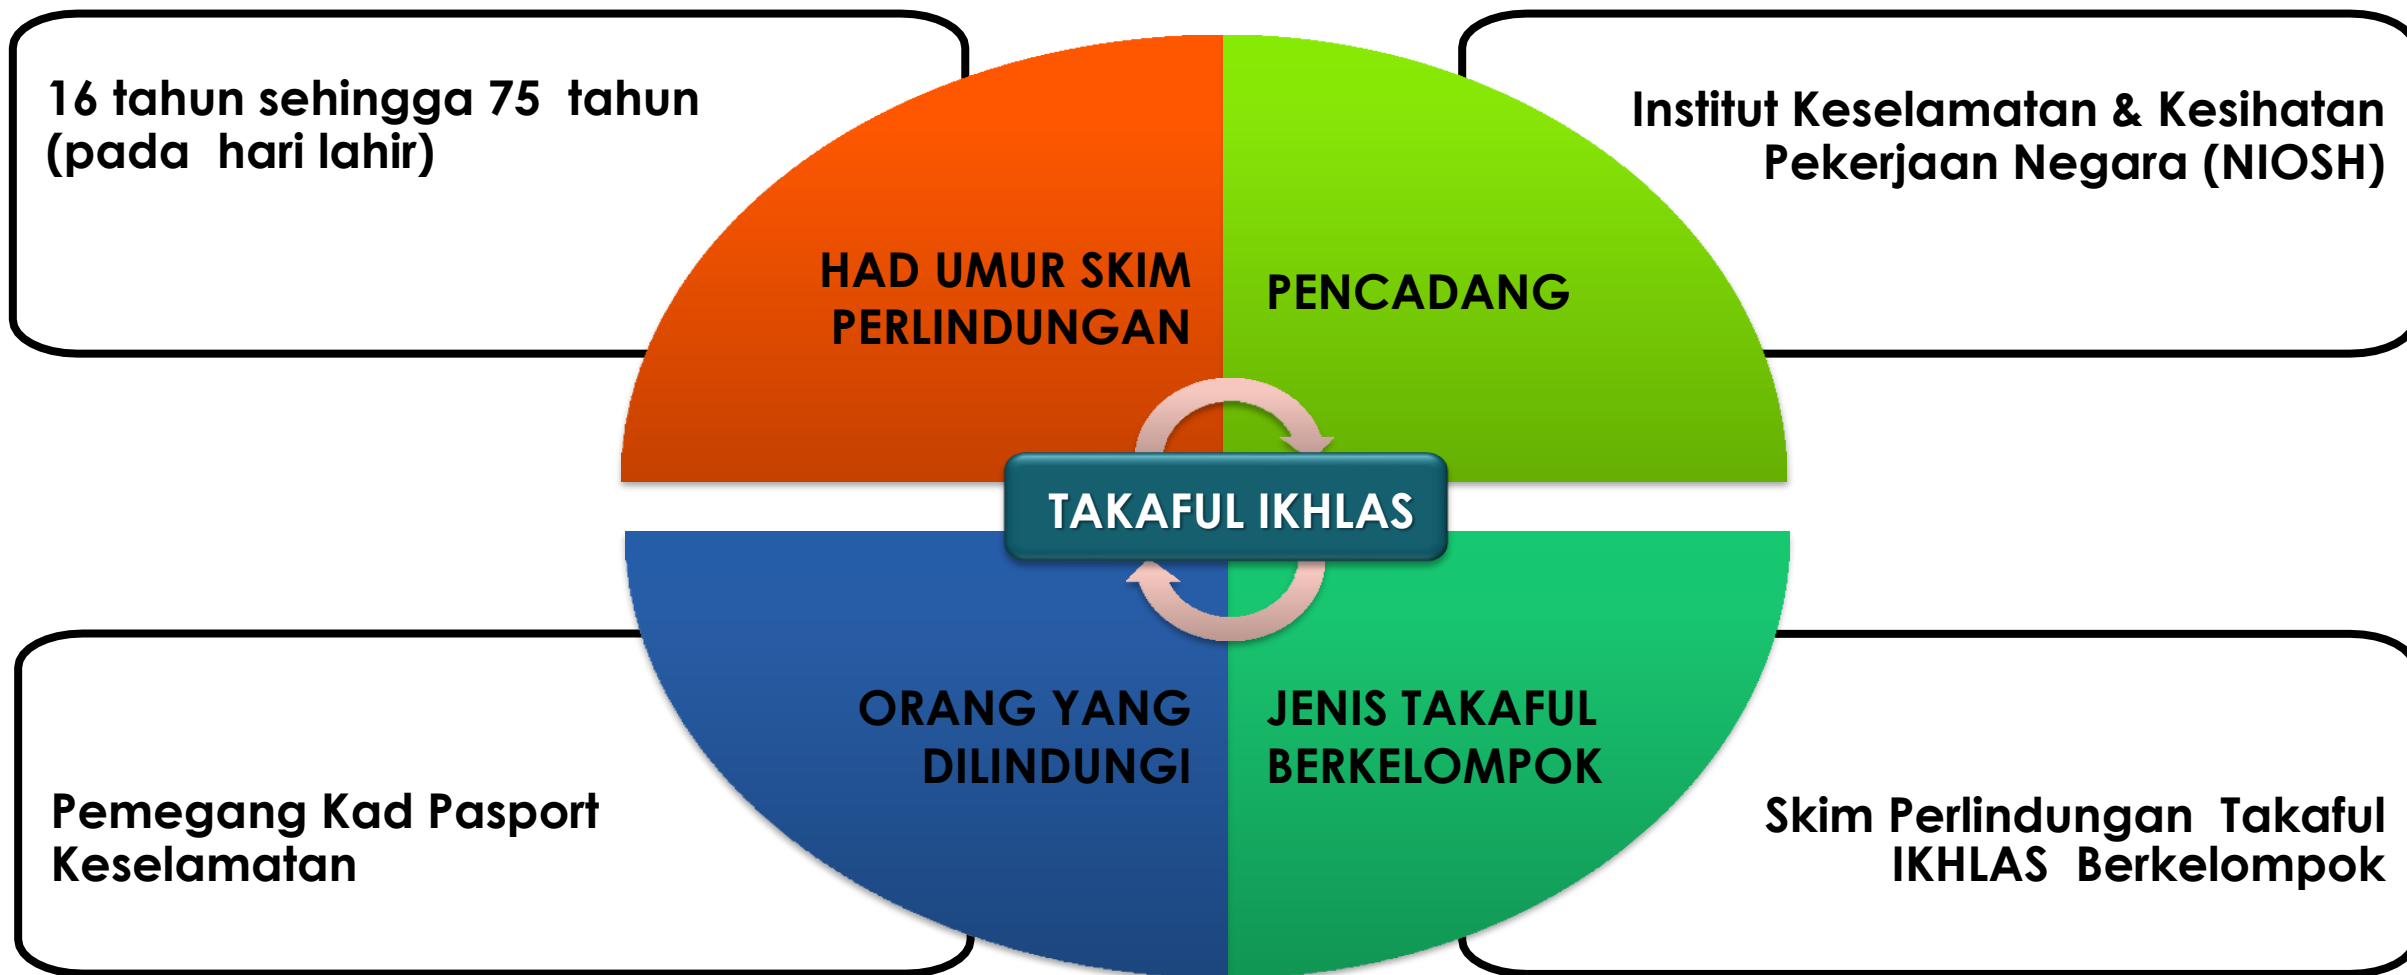 16 tahun sehingga 75 tahun
(pada hari lahir)
Institut Keselamatan & Kesihatan
Pekerjaan Negara (NIOSH)
HAD UMUR SKIM
PERLINDUNGAN
PENCADANG
TAKAFUL IKHLAS
ORANG YANG
DILINDUNGI
JENIS TAKAFUL
BERKELOMPOK
Pemegang Kad Pasport
Keselamatan
Skim Perlindungan Takaful
IKHLAS Berkelompok